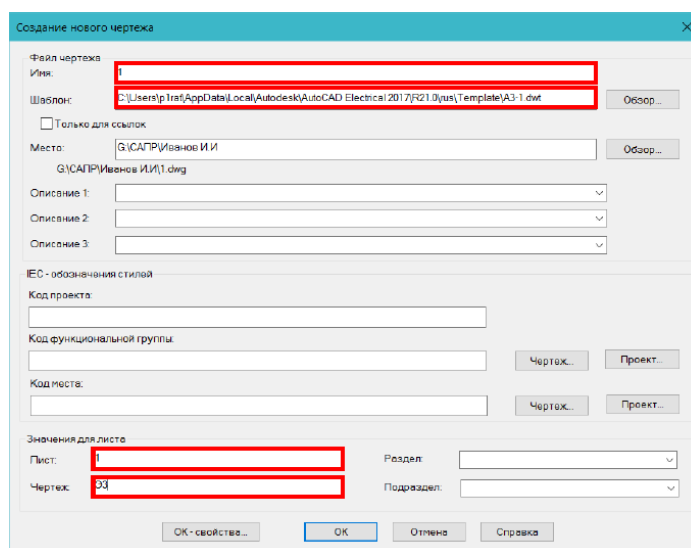 Создание нового чертежа
Файл чертежа
Имя: 1
Шаблон: C:\Users\p1raf\AppData\Local\Autodesk\AutoCAD Electrical 2017\R21.0\rus\Template\A3-1.dwt Обзор...
Только для ссылок
Место: G:\САПР\Иванов И.И Обзор...
G:\САПР\Иванов И.И\1.dwg
Описание 1:
Описание 2:
Описание 3:
IEC - обозначения стилей
Код проекта:
Код функциональной группы:
Чертеж... Проект...
Код места:
Чертеж... Проект...
Значения для листа
Лист: 1 Раздел:
Чертеж: Э3 Подраздел:
ОК - свойства... ОК Отмена Справка